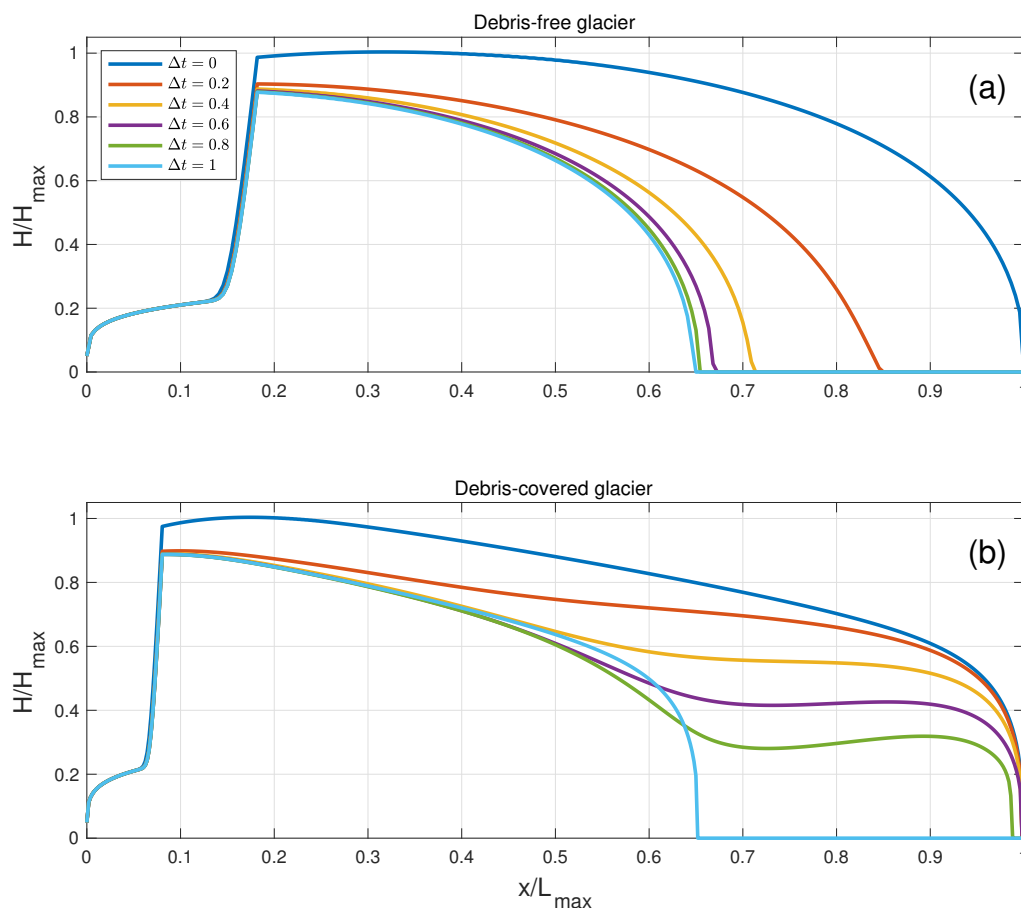 Debris-free glacier
1
0.8
0.6
0.4
0.2
0
H/H_max
Δt = 0
Δt = 0.2
Δt = 0.4
Δt = 0.6
Δt = 0.8
Δt = 1
(a)
0 0.1 0.2 0.3 0.4 0.5 0.6 0.7 0.8 0.9
Debris-covered glacier
1
0.8
0.6
0.4
0.2
0
H/H_max
(b)
0 0.1 0.2 0.3 0.4 0.5 0.6 0.7 0.8 0.9
x/L_max